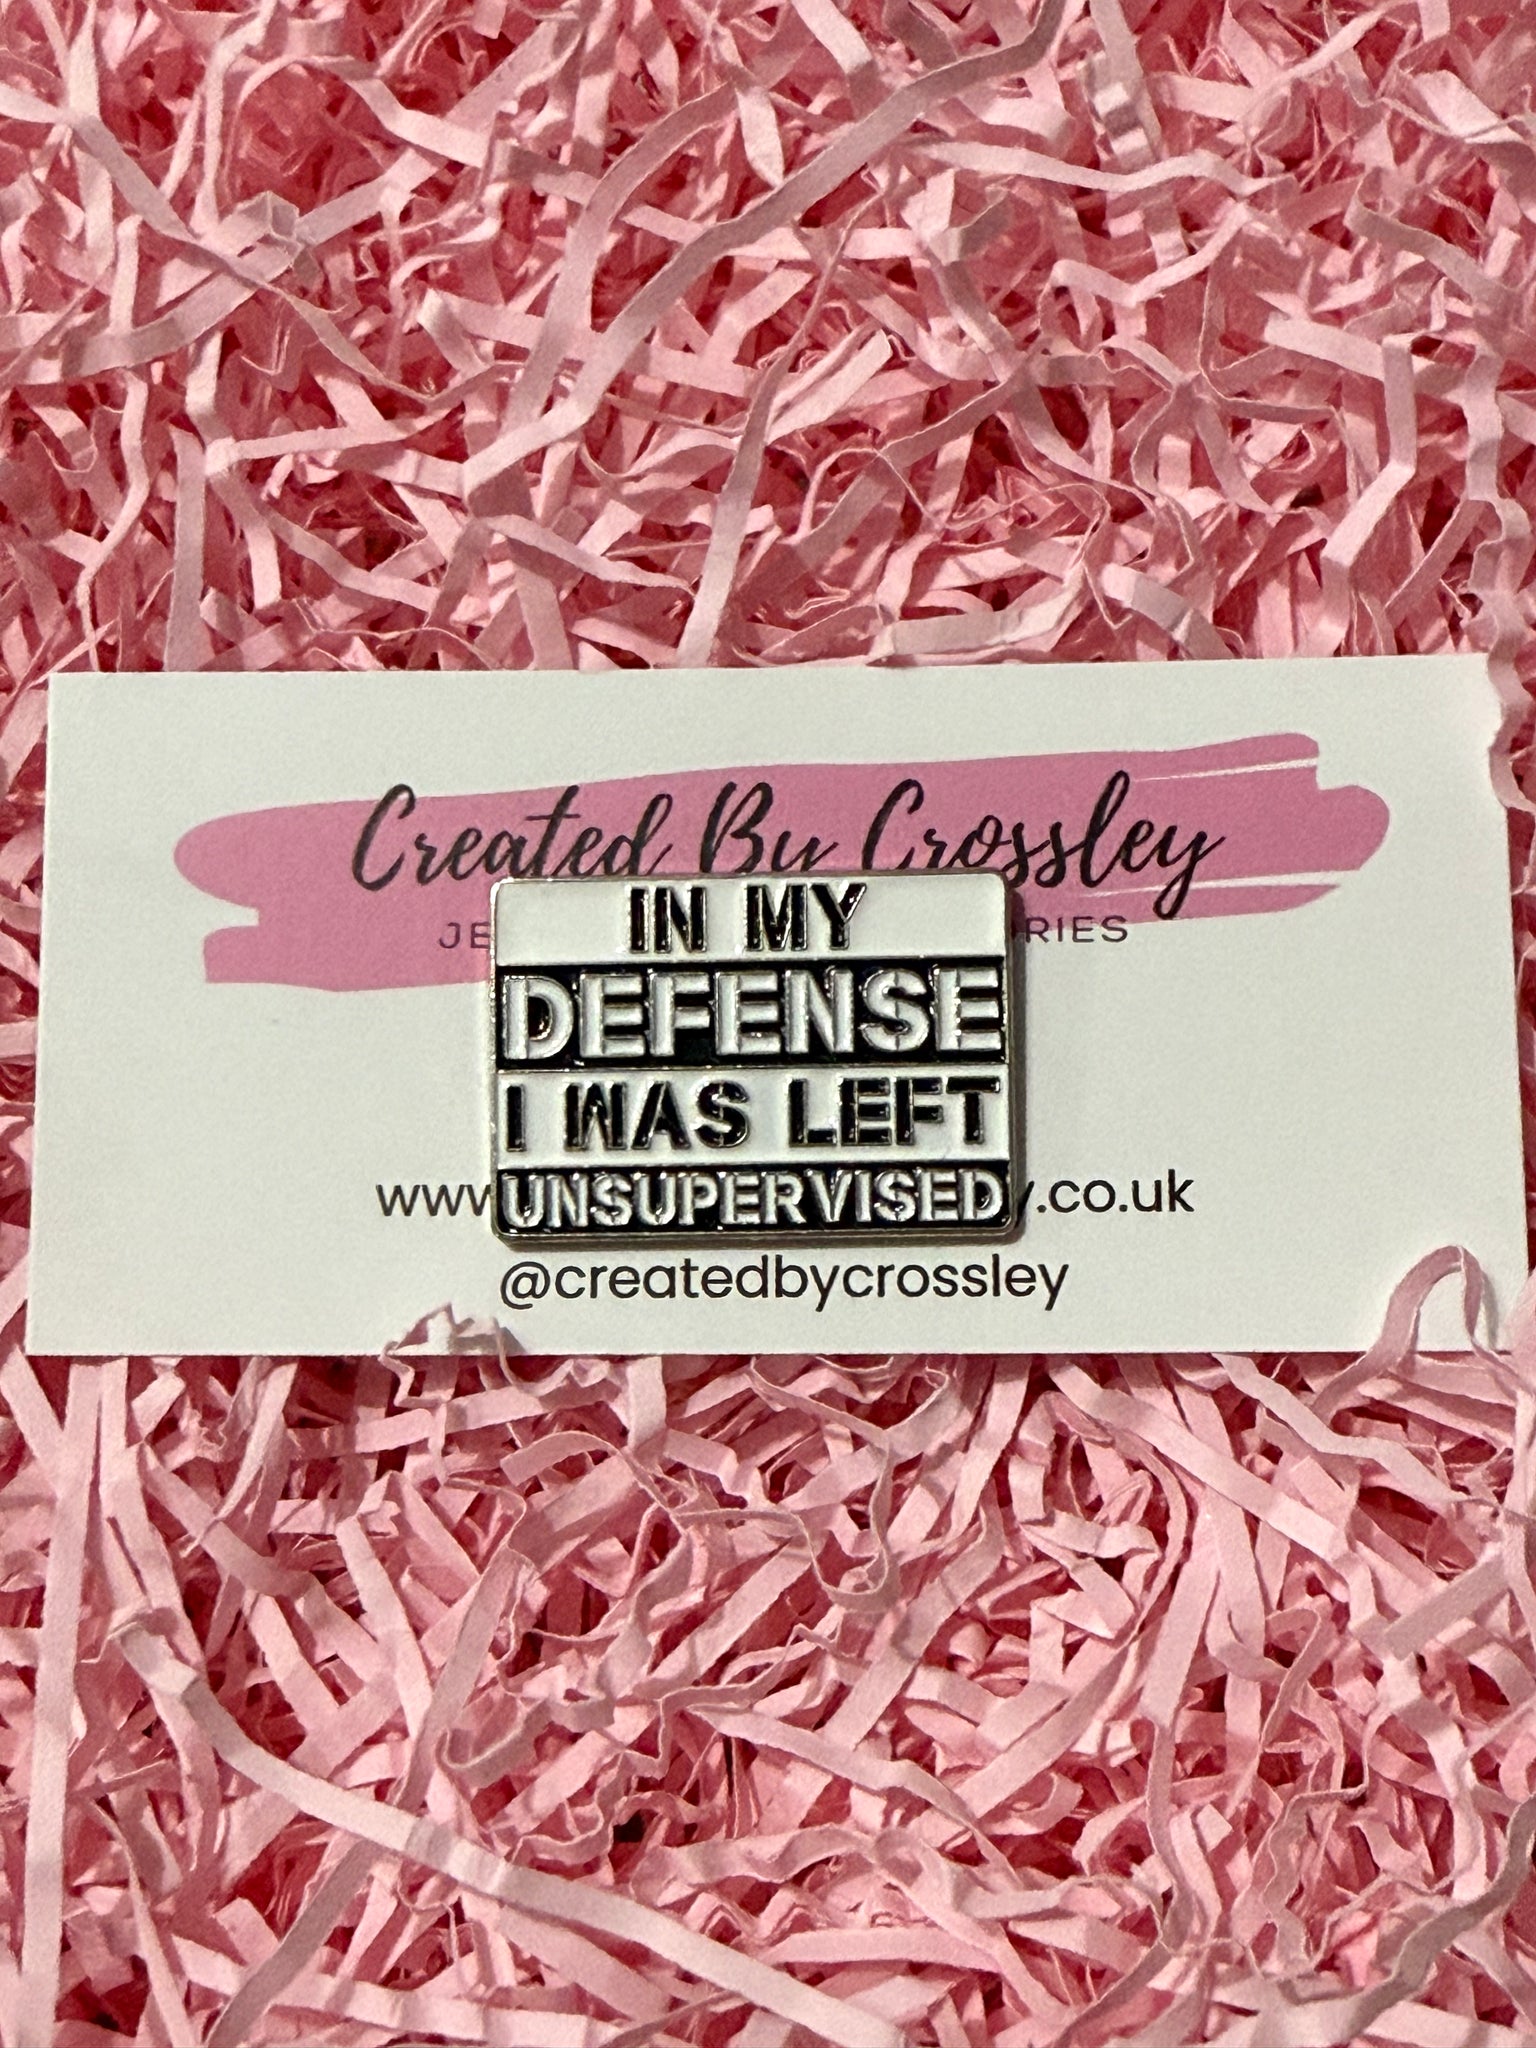 Created By Crossley
IN MY
DEFENSE
I WAS LEFT
UNSUPERVISED
.co.uk
@createdbycrossley